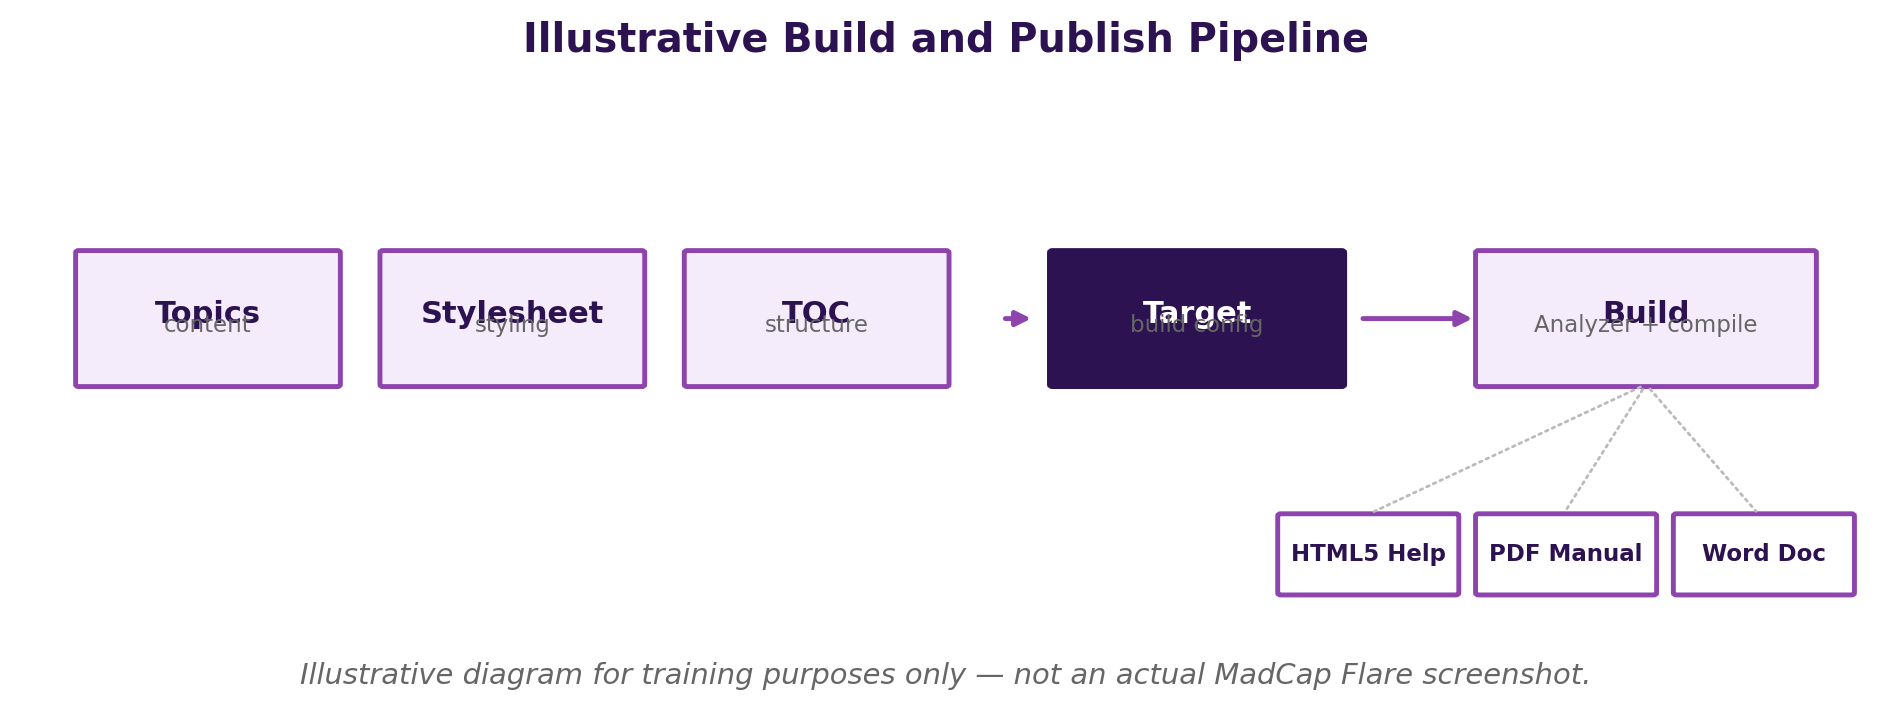 Illustrative Build and Publish Pipeline
Topics
content
Stylesheet
styling
TOC
structure
Target
build config
Build
Analyzer + compile
HTML5 Help
PDF Manual
Word Doc
Illustrative diagram for training purposes only — not an actual MadCap Flare screenshot.